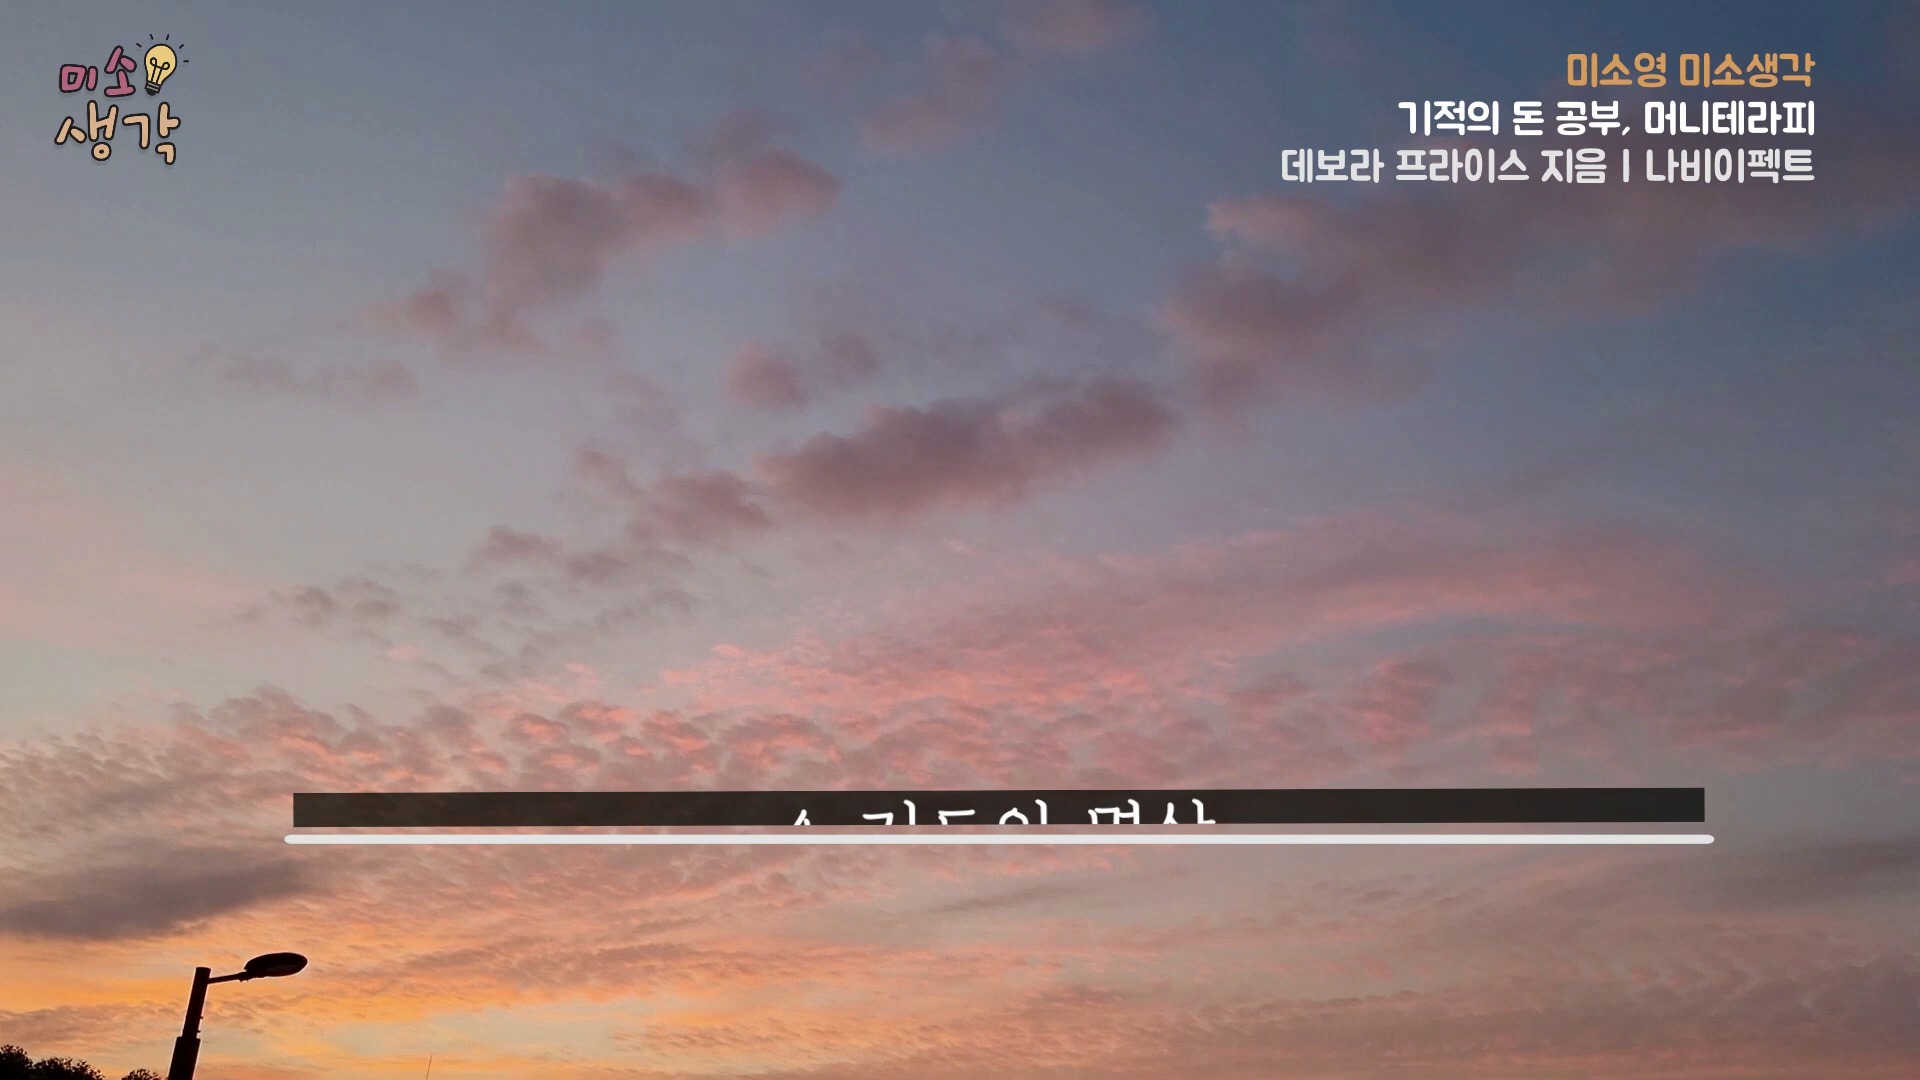 미소
생각
미소영 미소생각
기적의 돈 공부, 머니테라피
데보라 프라이스 지음 | 나비이펙트